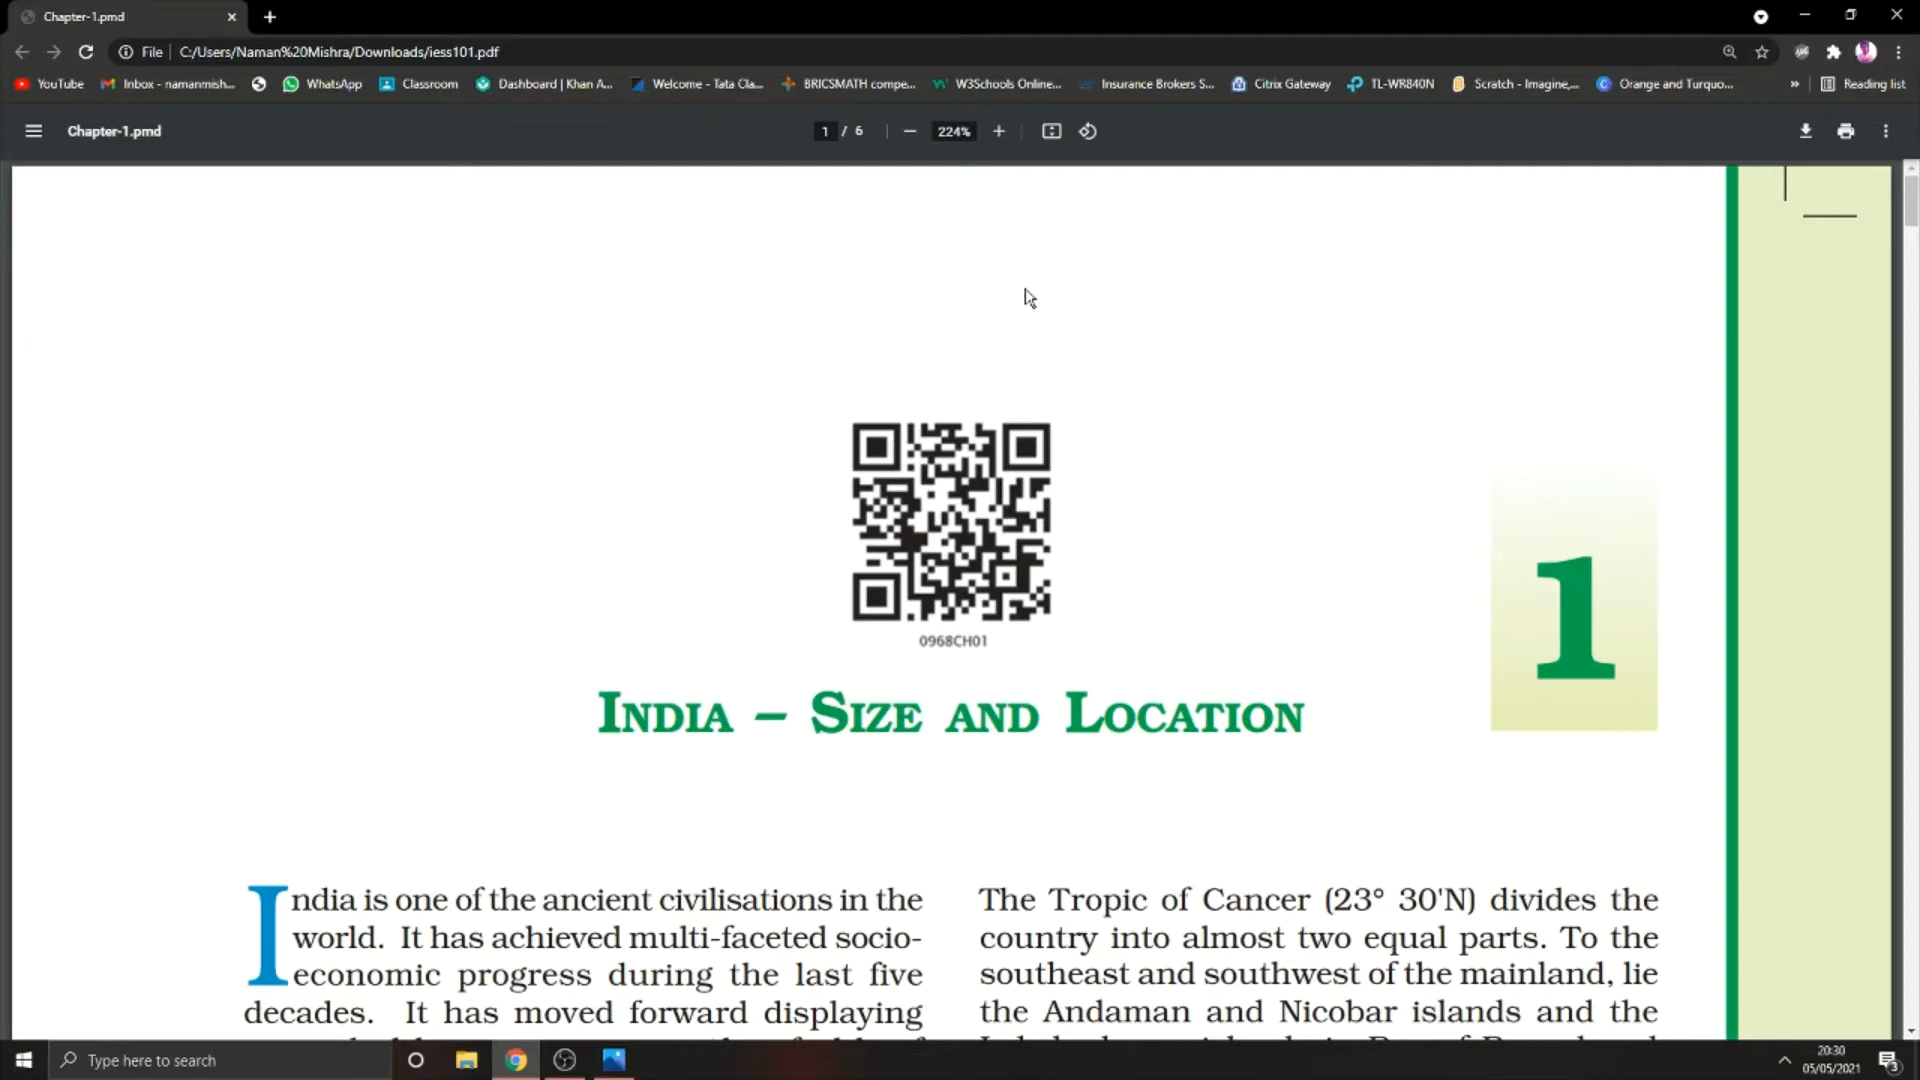 Chapter-1.pmd
File
C:/Users/Naman%20Mishra/Downloads/iess101.pdf
YouTube
Inbox - namanmish...
WhatsApp
Classroom
Dashboard | Khan A...
Welcome - Tata Cla...
BRICSMATH compe...
W3Schools Online...
Insurance Brokers S...
Citrix Gateway
TL-WR840N
Scratch - Imagine,...
Orange and Turquo...
»
Reading list
Chapter-1.pmd
1 / 6
224%
0968CH01
1
INDIA – SIZE AND LOCATION
India is one of the ancient civilisations in the
world. It has achieved multi-faceted socio-
economic progress during the last five
decades. It has moved forward displaying
The Tropic of Cancer (23° 30'N) divides the
country into almost two equal parts. To the
southeast and southwest of the mainland, lie
the Andaman and Nicobar islands and the
Type here to search
20:30
05/05/2021
3